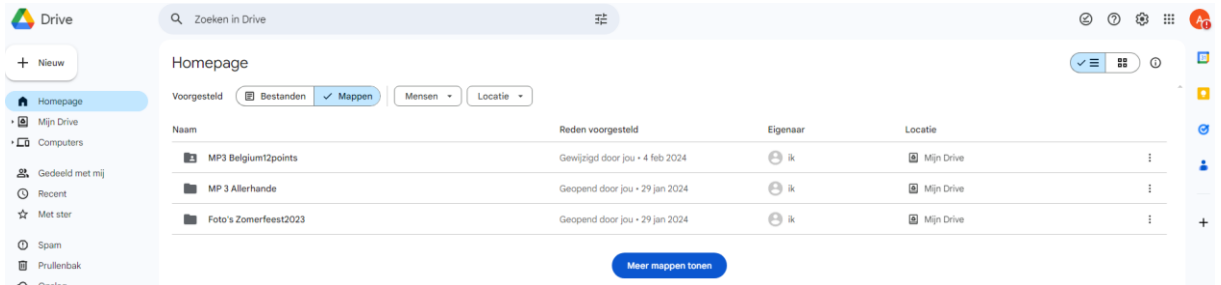 Drive
Zoeken in Drive
Nieuw
Homepage
Mijn Drive
Computers
Gedeeld met mij
Recent
Met ster
Spam
Prullenbak
Homepage
Voorgesteld Bestanden Mappen Mensen Locatie
Naam Reden voorgesteld Eigenaar Locatie
MP3 Belgium12points Gewijzigd door jou • 4 feb 2024 ik Mijn Drive
MP 3 Allerhande Geopend door jou • 29 jan 2024 ik Mijn Drive
Foto's Zomerfeest2023 Geopend door jou • 29 jan 2024 ik Mijn Drive
Meer mappen tonen